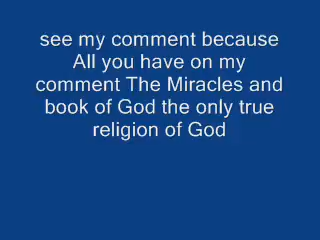 see my comment because
All you have on my
comment The Miracles and
book of God the only true
religion of God